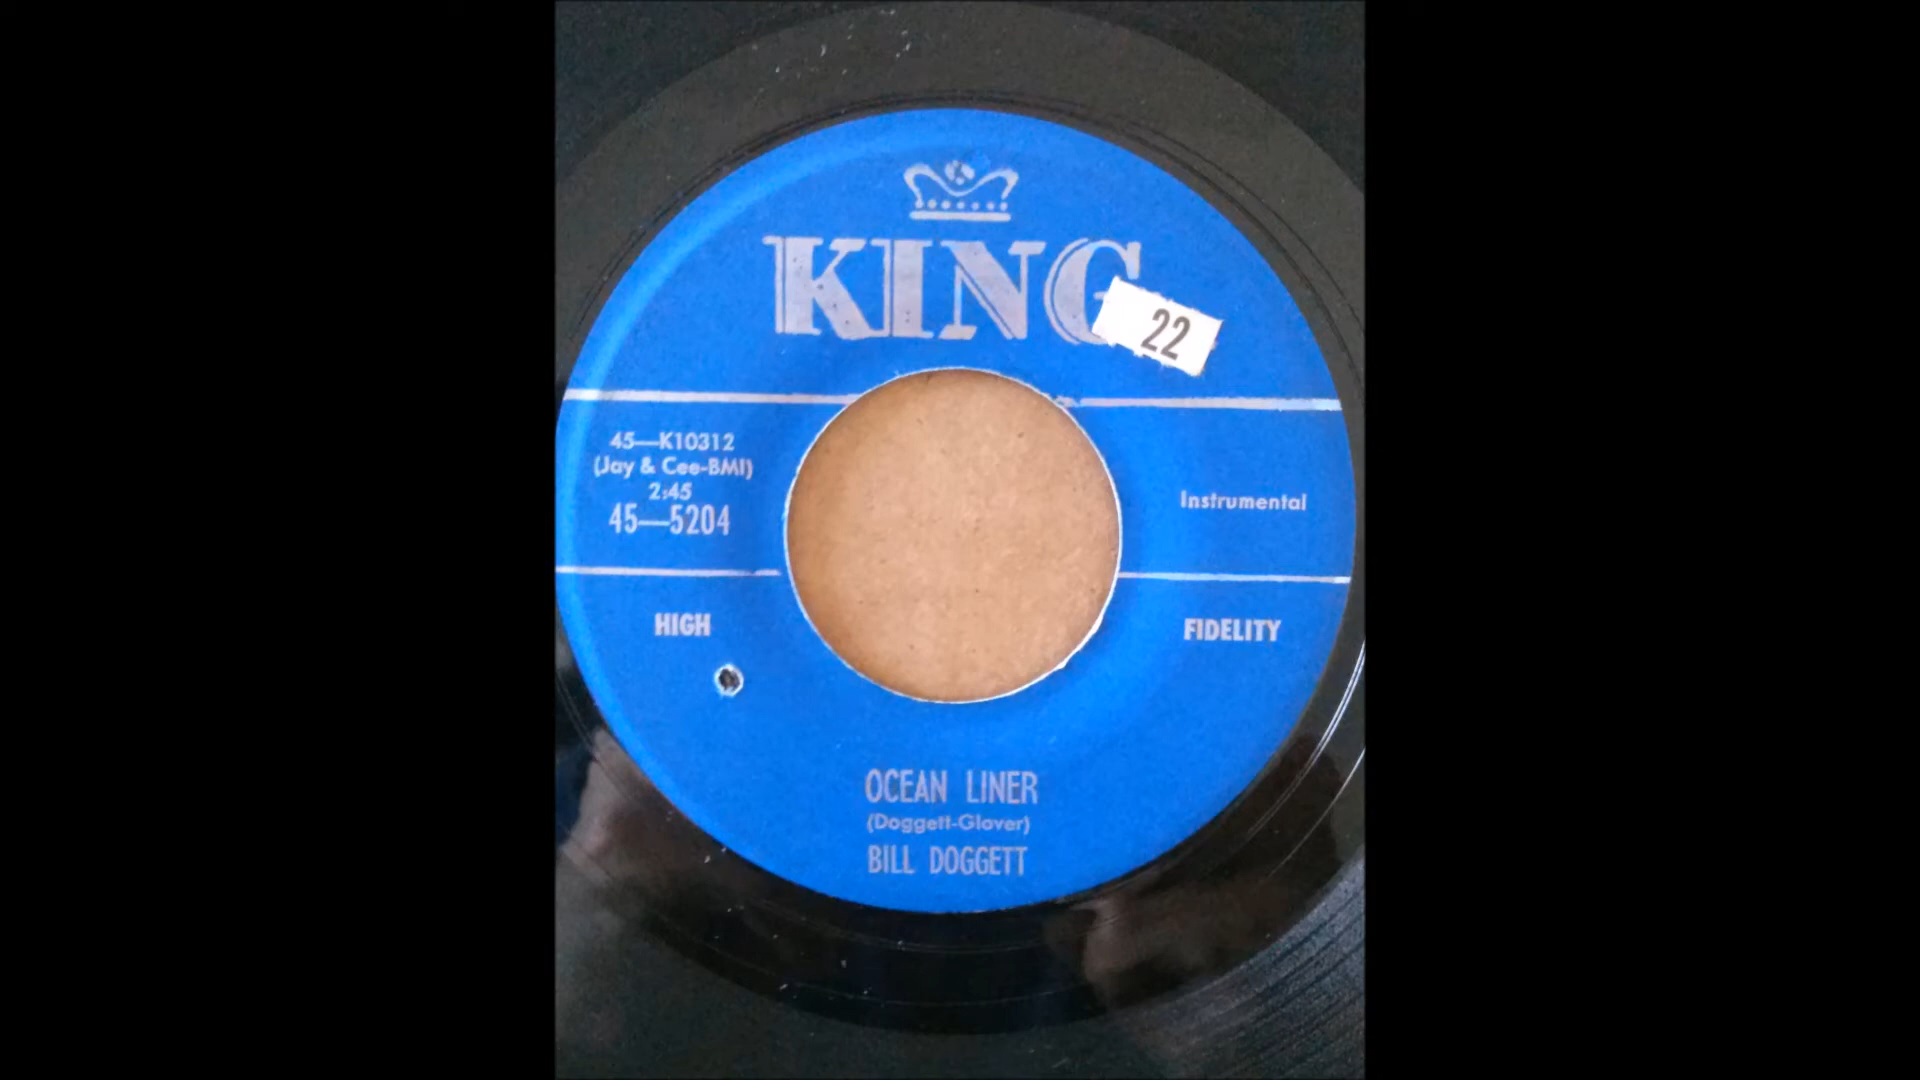 KING
22
45—K10312
(Jay & Cee-BMI)
2:45
45—5204
Instrumental
HIGH
FIDELITY
OCEAN LINER
(Doggett-Glover)
BILL DOGGETT